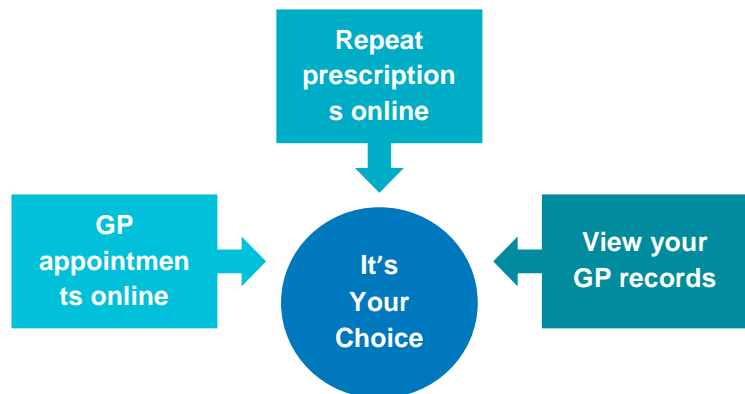 Repeat
prescription
s online
GP
appointmen
ts online
It's
Your
Choice
View your
GP records